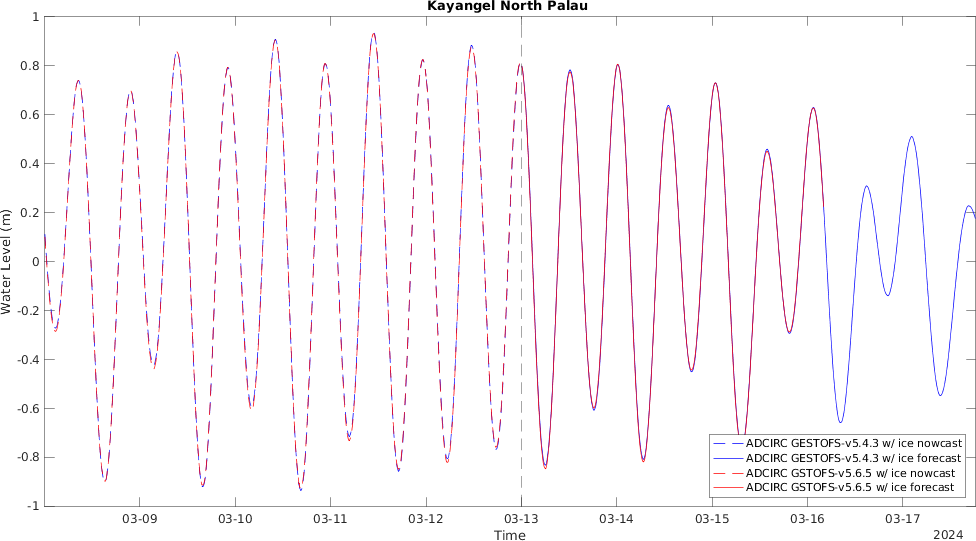 Kayangel North Palau
1
0.8
0.6
0.4
0.2
0
-0.2
-0.4
-0.6
-0.8
-1
Water Level (m)
03-09 03-10 03-11 03-12 03-13 03-14 03-15 03-16 03-17
Time
2024
ADCIRC GESTOFS-v5.4.3 w/ ice nowcast
ADCIRC GESTOFS-v5.4.3 w/ ice forecast
ADCIRC GSTOFS-v5.6.5 w/ ice nowcast
ADCIRC GSTOFS-v5.6.5 w/ ice forecast